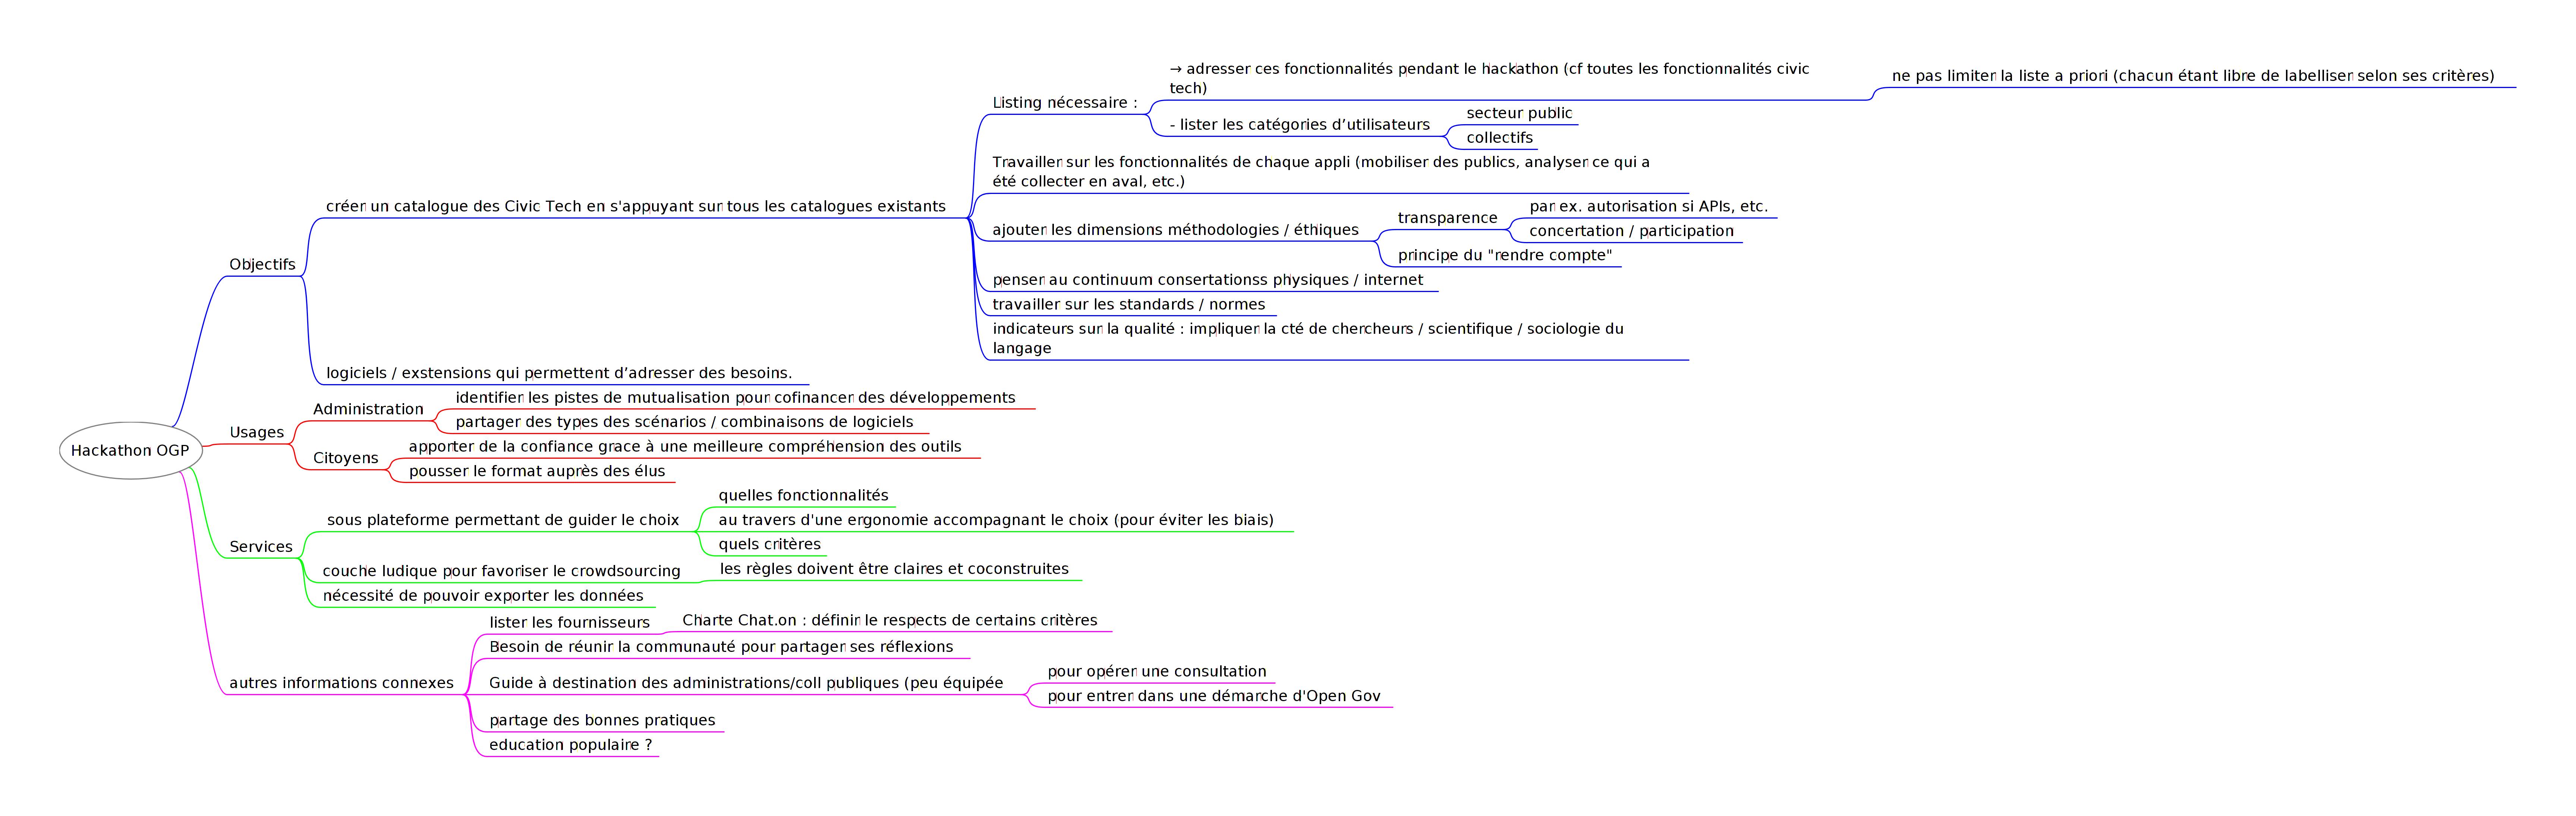 Hackathon OGP
Objectifs
créer un catalogue des Civic Tech en s'appuyant sur tous les catalogues existants
Listing nécessaire :
→ adresser ces fonctionnalités pendant le hackathon (cf toutes les fonctionnalités civic
tech)
ne pas limiter la liste a priori (chacun étant libre de labelliser selon ses critères)
- lister les catégories d’utilisateurs
secteur public
collectifs
Travailler sur les fonctionnalités de chaque appli (mobiliser des publics, analyser ce qui a
été collecter en aval, etc.)
ajouter les dimensions méthodologies / éthiques
transparence
par ex. autorisation si APIs, etc.
concertation / participation
principe du "rendre compte"
penser au continuum consertationss physiques / internet
travailler sur les standards / normes
indicateurs sur la qualité : impliquer la cté de chercheurs / scientifique / sociologie du
langage
logiciels / exstensions qui permettent d’adresser des besoins.
Usages
Administration
identifier les pistes de mutualisation pour cofinancer des développements
partager des types des scénarios / combinaisons de logiciels
Citoyens
apporter de la confiance grace à une meilleure compréhension des outils
pousser le format auprès des élus
Services
sous plateforme permettant de guider le choix
quelles fonctionnalités
au travers d'une ergonomie accompagnant le choix (pour éviter les biais)
quels critères
couche ludique pour favoriser le crowdsourcing
les règles doivent être claires et coconstruites
nécessité de pouvoir exporter les données
autres informations connexes
lister les fournisseurs
Charte Chat.on : définir le respects de certains critères
Besoin de réunir la communauté pour partager ses réflexions
Guide à destination des administrations/coll publiques (peu équipée
pour opérer une consultation
pour entrer dans une démarche d'Open Gov
partage des bonnes pratiques
education populaire ?